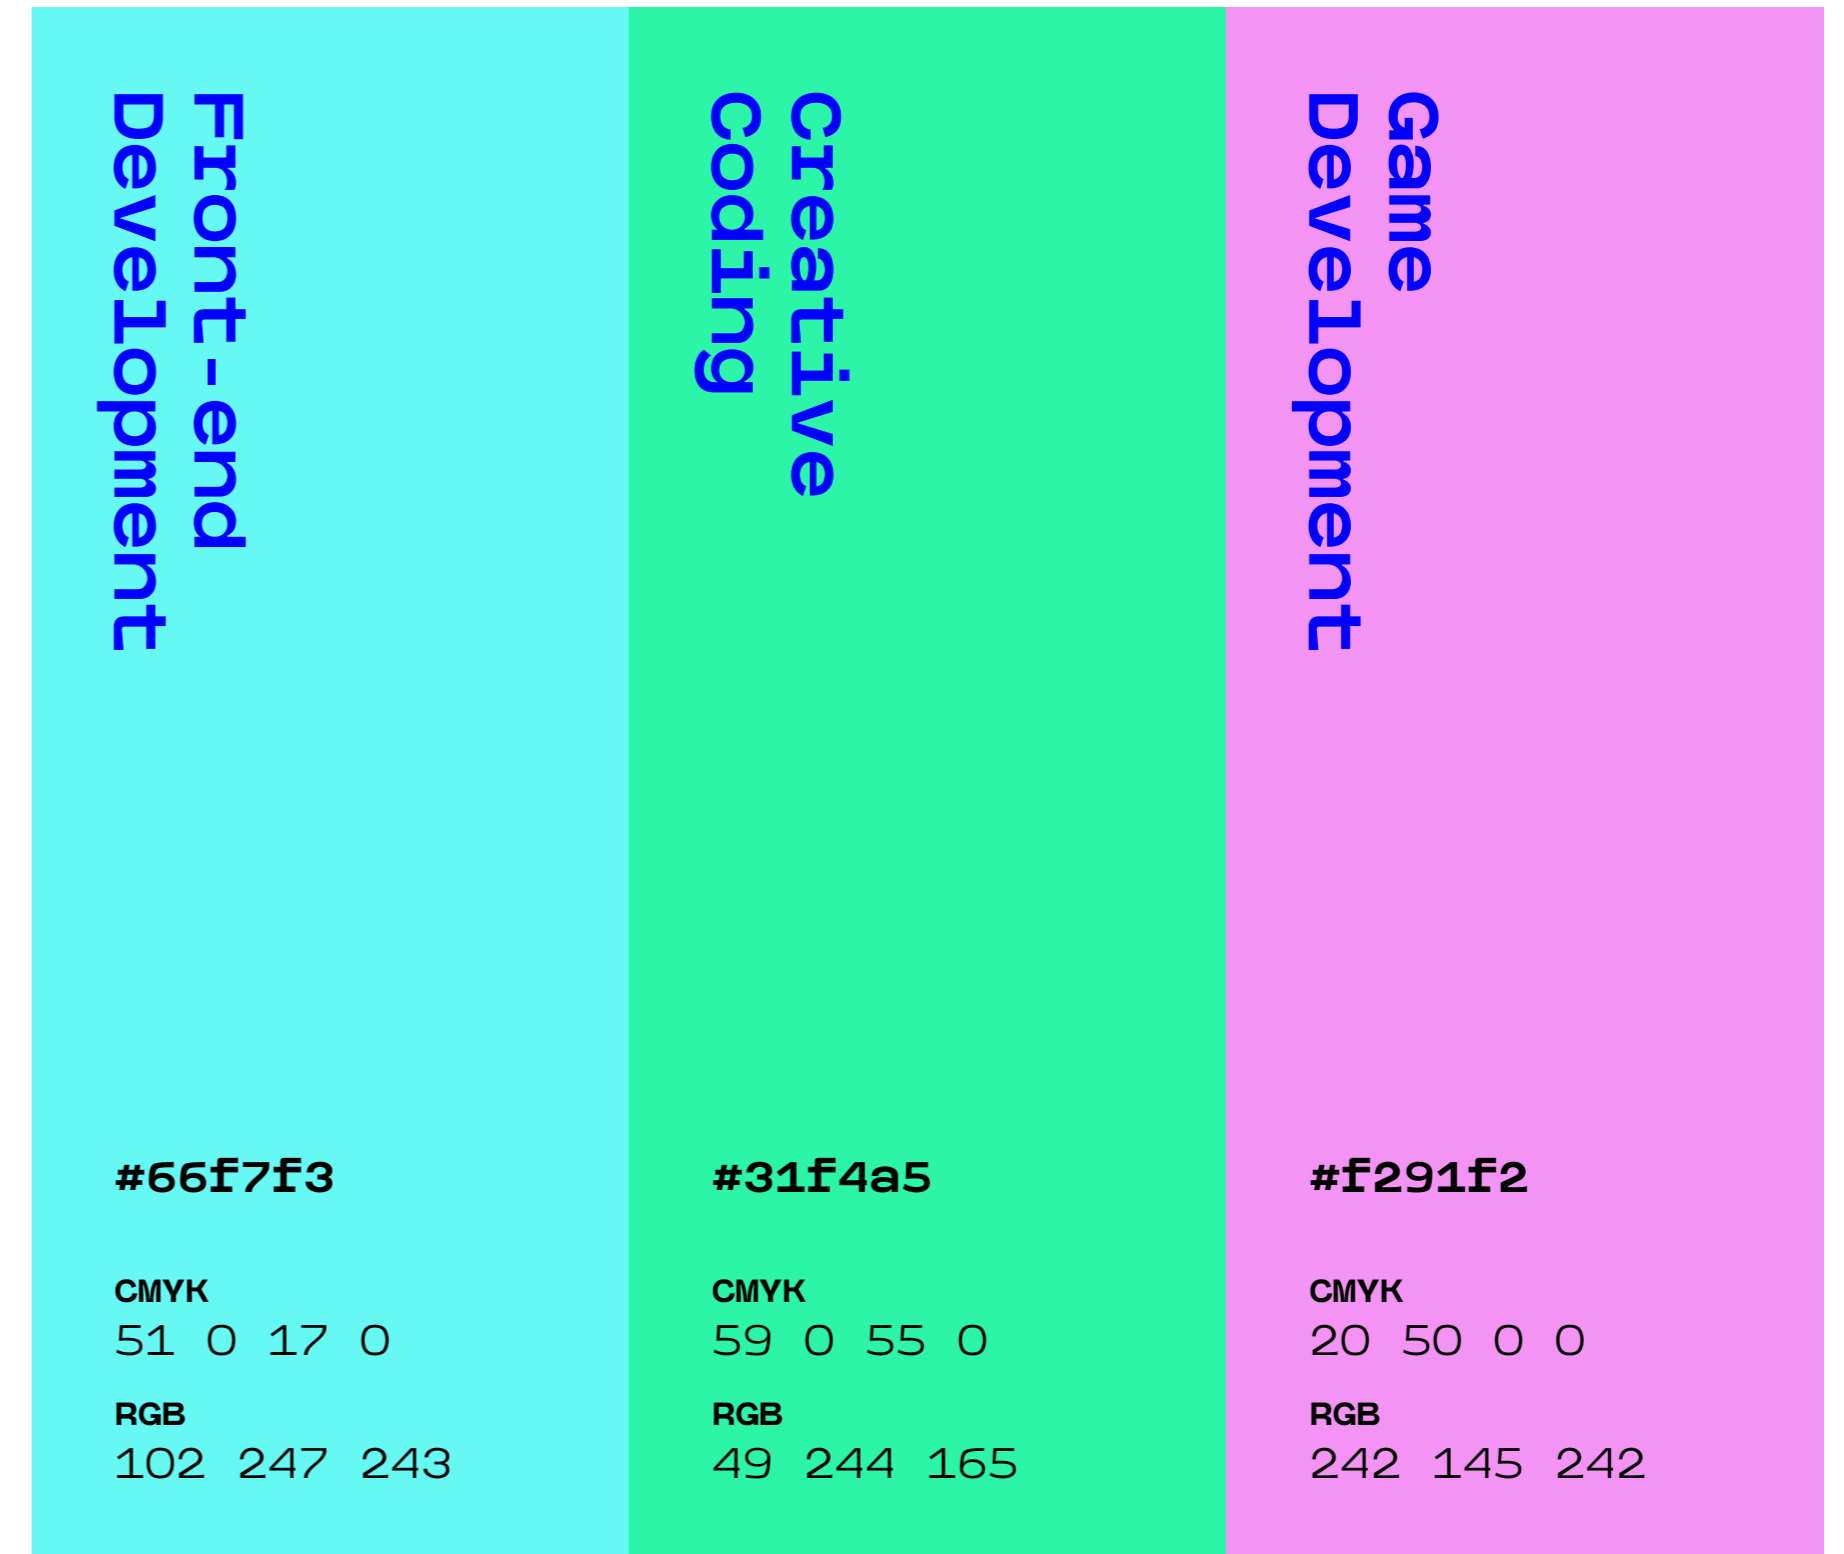 Front-end
Development
#66f7f3
CMYK
51 0 17 0
RGB
102 247 243
Creative
Coding
#31f4a5
CMYK
59 0 55 0
RGB
49 244 165
Game
Development
#f291f2
CMYK
20 50 0 0
RGB
242 145 242